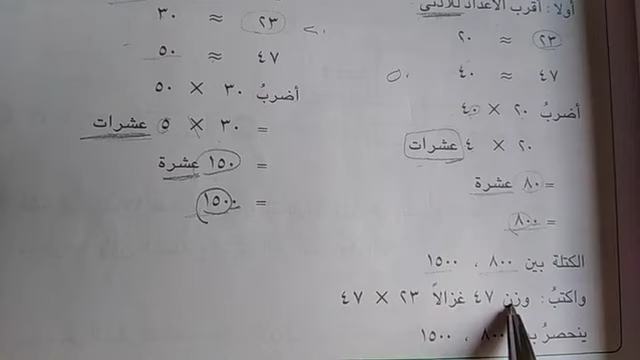 أولا: أقرب الأعداد للأدنى
٢٣ ≈ ٢٠
٤٧ ≈ ٤٠
أضربُ ٢٠ × ٤٠
٢٠ × ٤ عشرات
= ٨٠ عشرة
= ٨٠٠
٢٣ ≈ ٣٠
٤٧ ≈ ٥٠
أضربُ ٣٠ × ٥٠
= ٣٠ × ٥ عشرات
= ١٥٠ عشرة
= ١٥٠٠
الكتلة بين ٨٠٠ ، ١٥٠٠
واكتبُ: وزن ٤٧ غزالاً ٢٣ × ٤٧
ينحصرُ ٨٠٠ ، ١٥٠٠